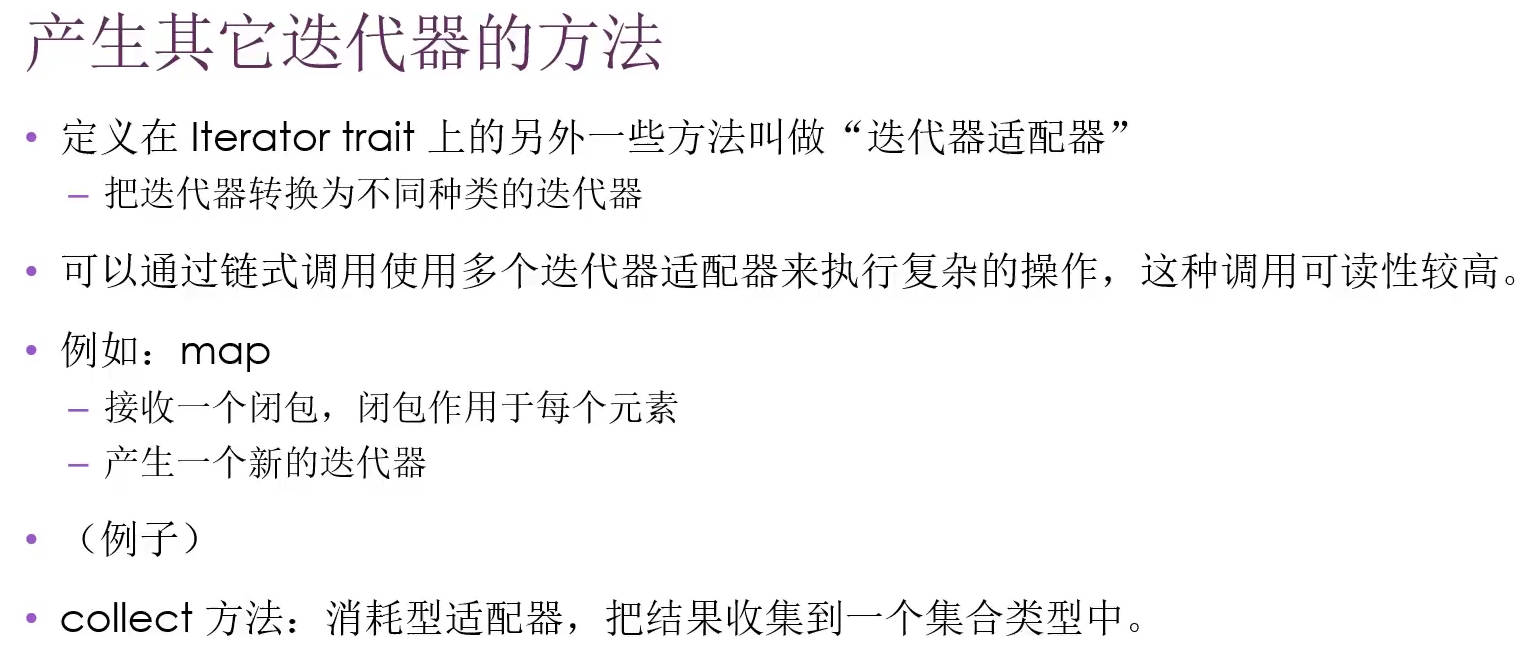 产生其它迭代器的方法
• 定义在 Iterator trait 上的另外一些方法叫做“迭代器适配器”
– 把迭代器转换为不同种类的迭代器
• 可以通过链式调用使用多个迭代器适配器来执行复杂的操作，这种调用可读性较高。
• 例如：map
– 接收一个闭包，闭包作用于每个元素
– 产生一个新的迭代器
• （例子）
• collect 方法：消耗型适配器，把结果收集到一个集合类型中。